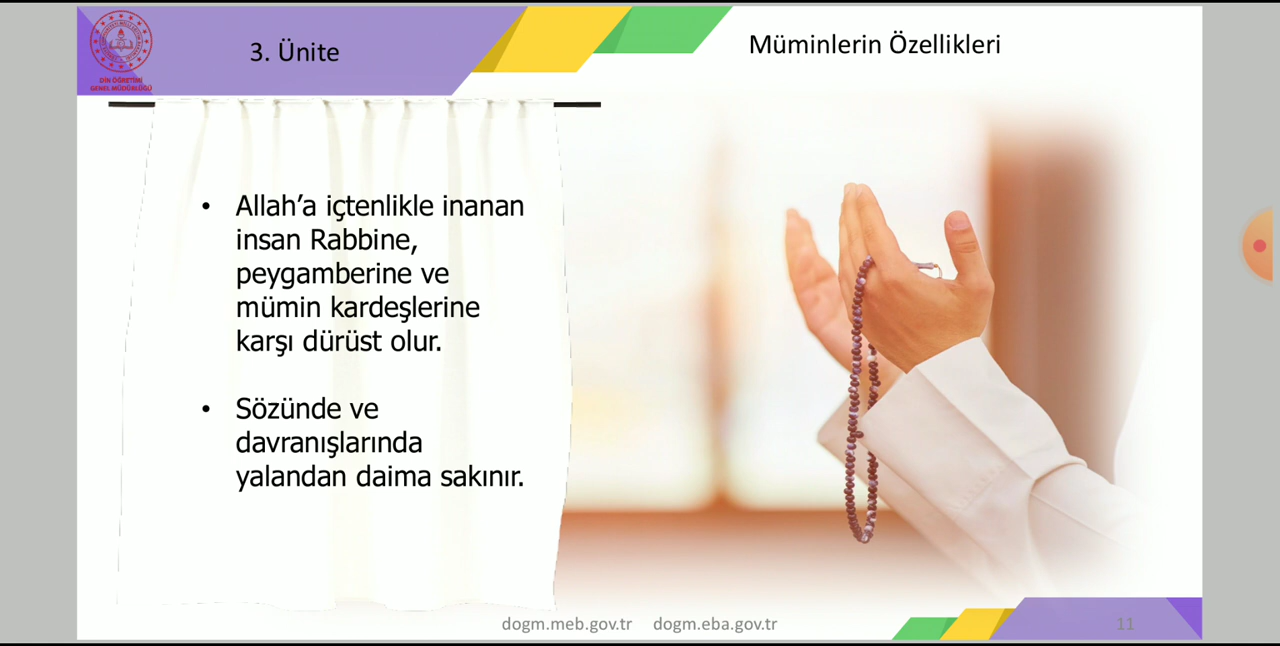 3. Ünite
Müminlerin Özellikleri
DİN ÖĞRETİMİ
GENEL MÜDÜRLÜĞÜ
• Allah’a içtenlikle inanan
insan Rabbine,
peygamberine ve
mümin kardeşlerine
karşı dürüst olur.
• Sözünde ve
davranışlarında
yalandan daima sakınır.
dogm.meb.gov.tr dogm.eba.gov.tr
11